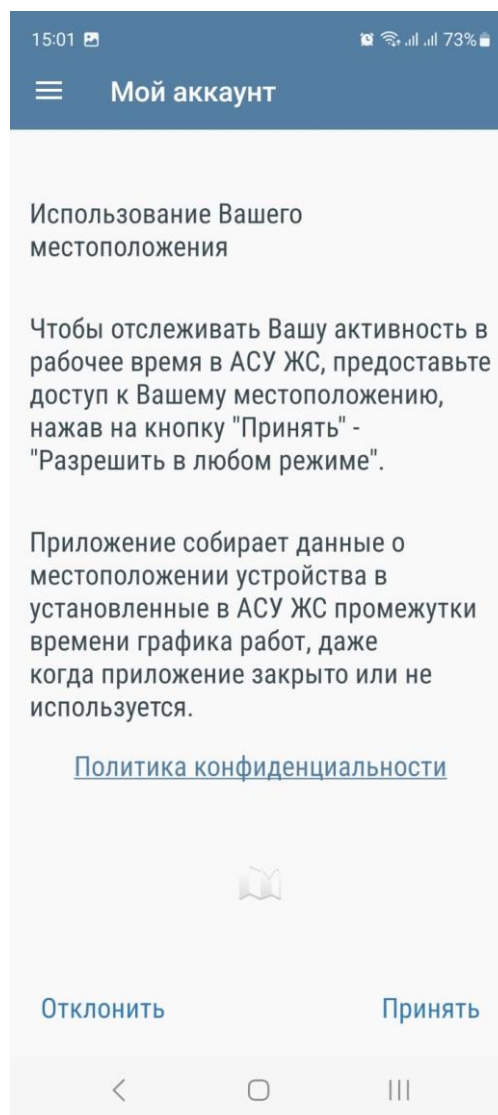 15:01 73%
Мой аккаунт
Использование Вашего
местоположения
Чтобы отслеживать Вашу активность в
рабочее время в АСУ ЖС, предоставьте
доступ к Вашему местоположению,
нажав на кнопку "Принять" -
"Разрешить в любом режиме".
Приложение собирает данные о
местоположении устройства в
установленные в АСУ ЖС промежутки
времени графика работ, даже
когда приложение закрыто или не
используется.
Политика конфиденциальности
Отклонить Принять